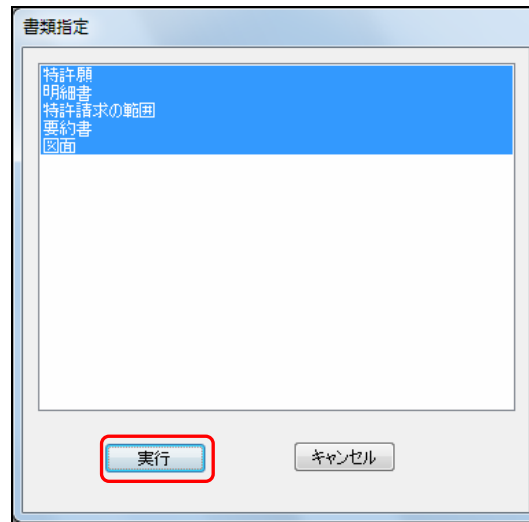 書類指定
特許願
明細書
特許請求の範囲
要約書
図面
実行
キャンセル